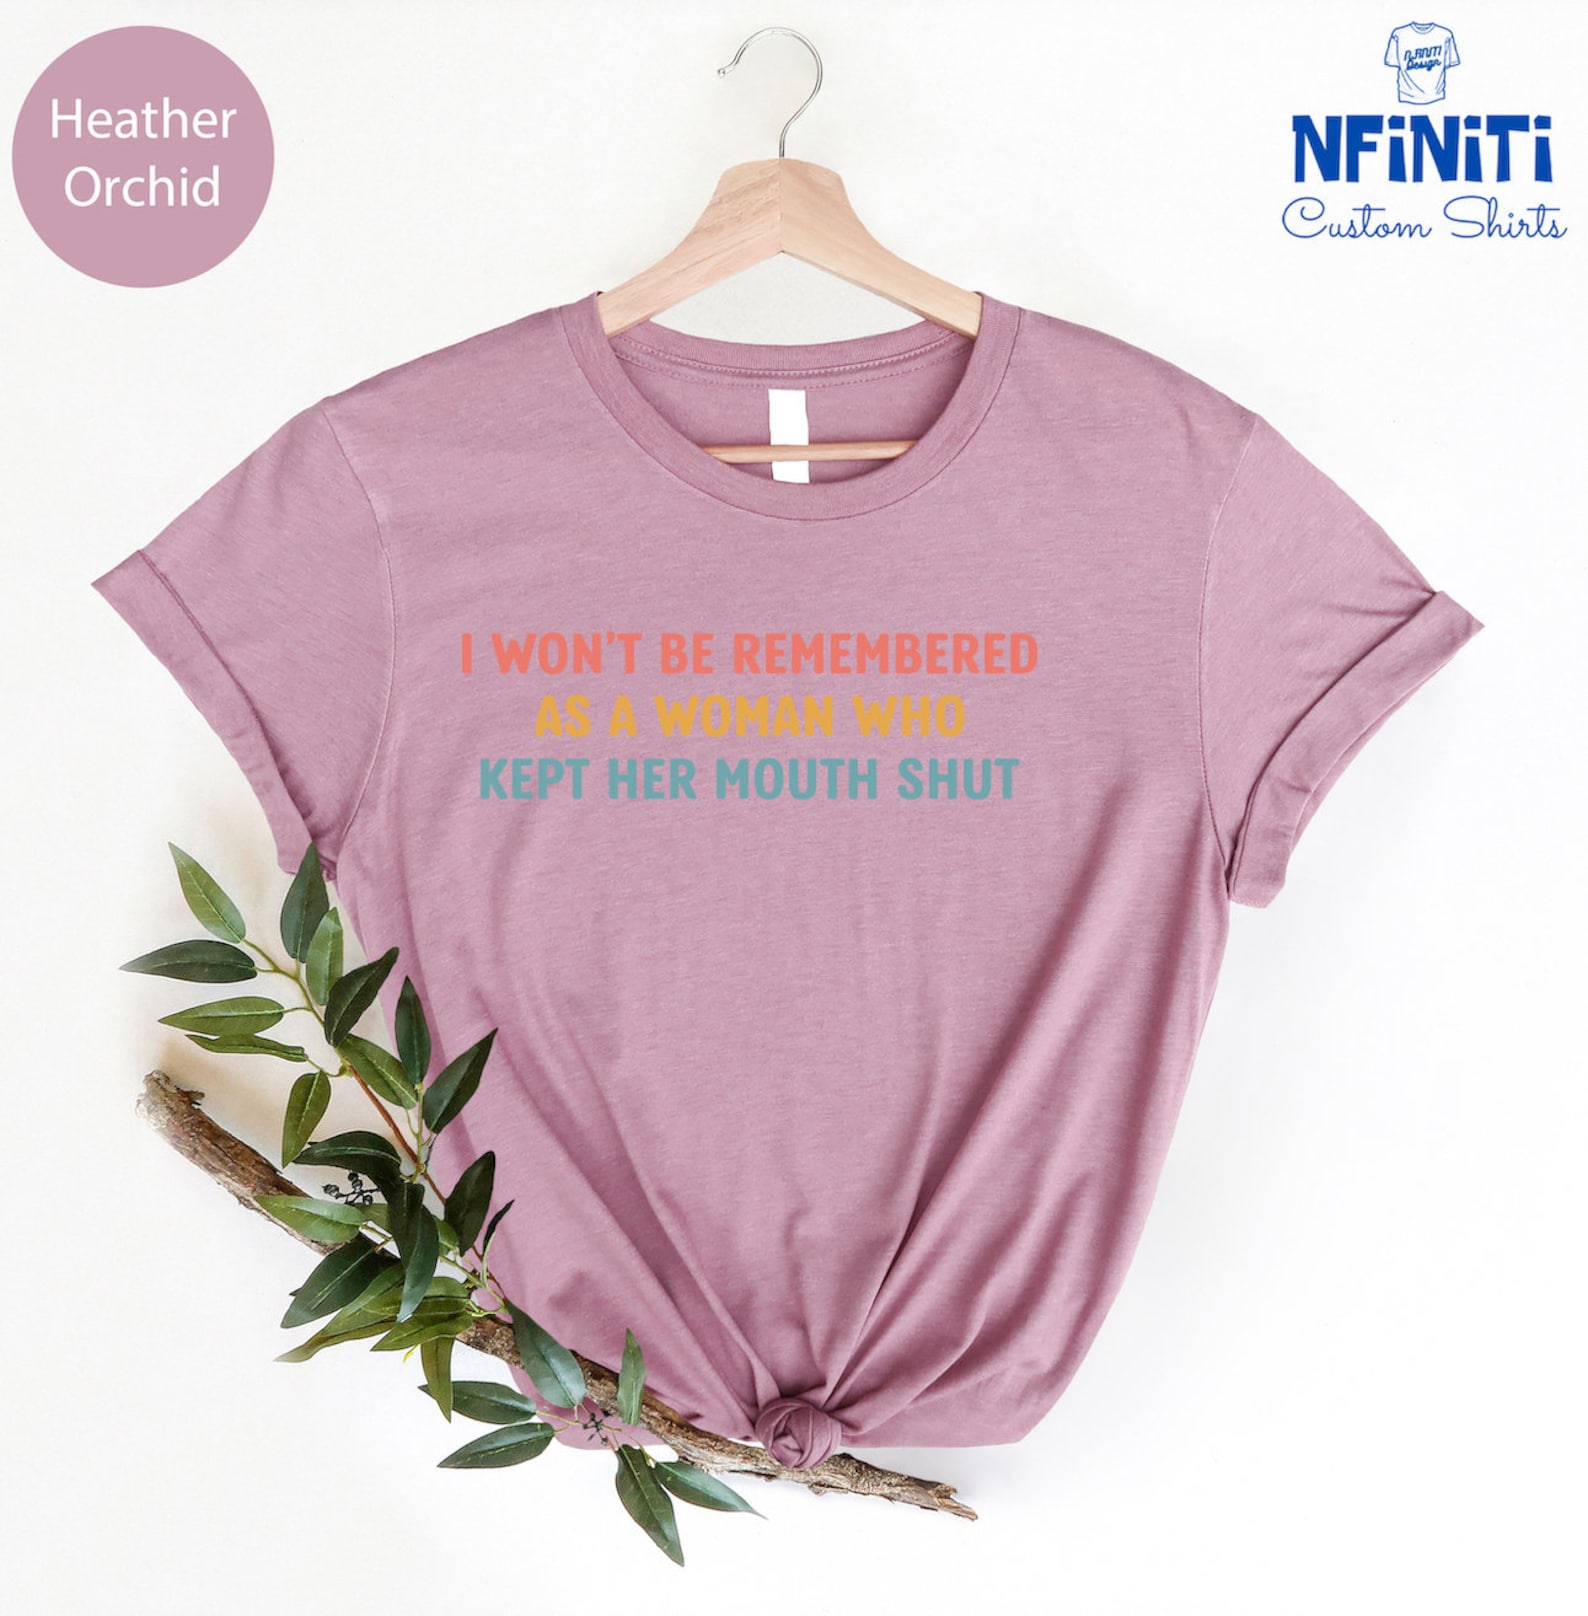 Heather
Orchid
NFiNiTi
Custom Shirts
I WON’T BE REMEMBERED
AS A WOMAN WHO
KEPT HER MOUTH SHUT